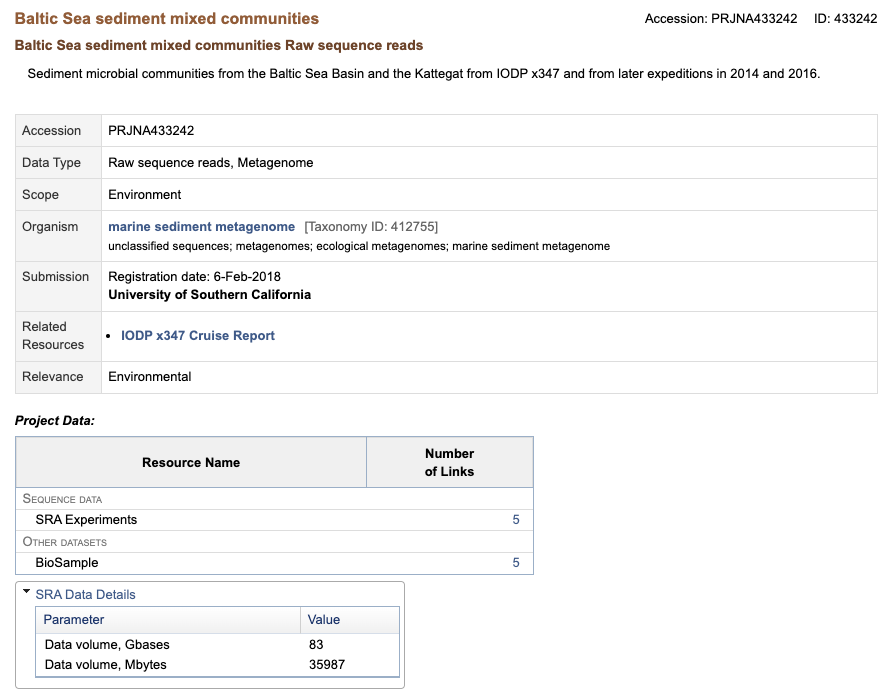 Baltic Sea sediment mixed communities
Accession: PRJNA433242 ID: 433242
Baltic Sea sediment mixed communities Raw sequence reads
Sediment microbial communities from the Baltic Sea Basin and the Kattegat from IODP x347 and from later expeditions in 2014 and 2016.
Accession PRJNA433242
Data Type Raw sequence reads, Metagenome
Scope Environment
Organism marine sediment metagenome [Taxonomy ID: 412755]
unclassified sequences; metagenomes; ecological metagenomes; marine sediment metagenome
Submission Registration date: 6-Feb-2018
University of Southern California
Related
Resources
• IODP x347 Cruise Report
Relevance Environmental
Project Data:
Resource Name
Number
of Links
Sequence data
SRA Experiments 5
Other datasets
BioSample 5
SRA Data Details
Parameter Value
Data volume, Gbases 83
Data volume, Mbytes 35987